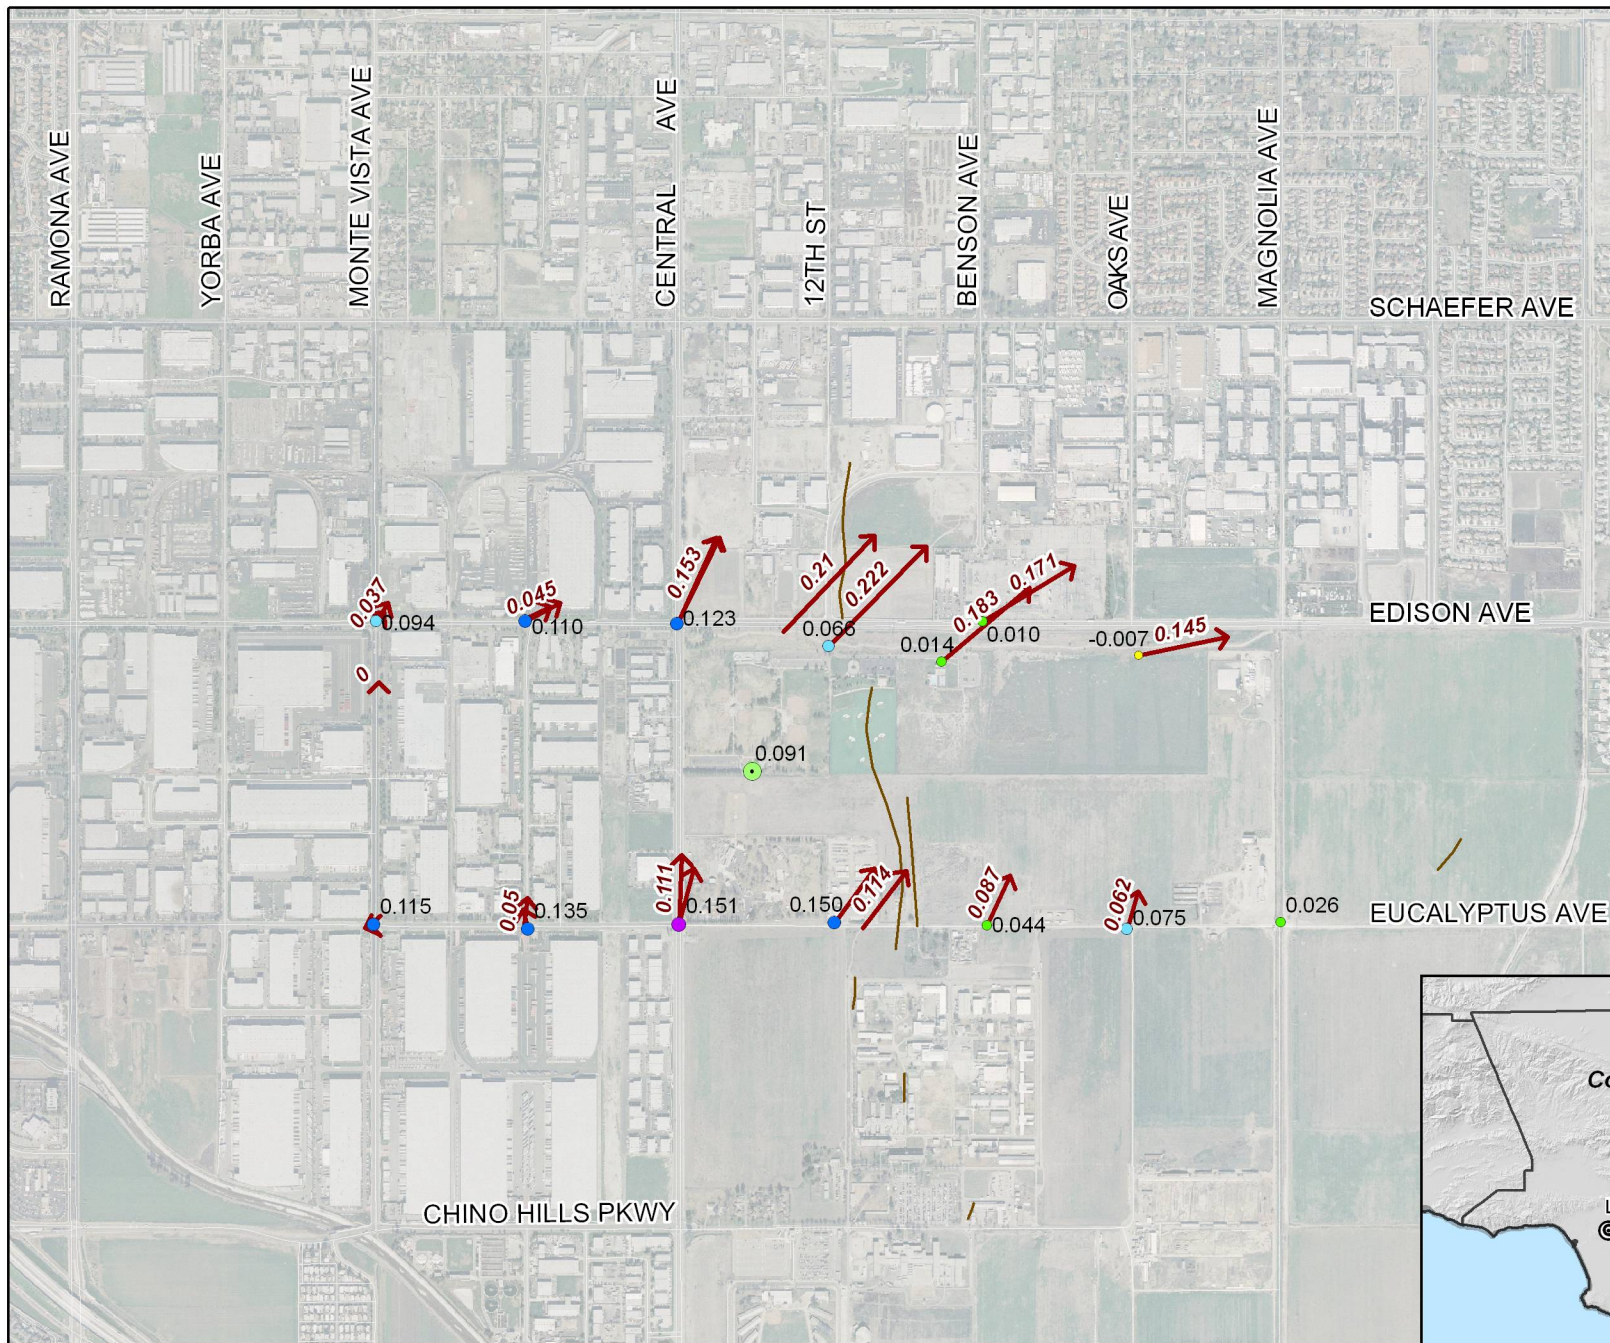 RAMONA AVE
YORBA AVE
MONTE VISTA AVE
CENTRAL AVE
12TH ST
BENSON AVE
OAKS AVE
MAGNOLIA AVE
SCHAEFER AVE
0.037
0.094
0.045
0.110
0.153
0.123
0.21
0.222
0.066
0.014
0.183
0.171
0.010
-0.007
0.145
EDISON AVE
0
0.091
0.115
0.05
0.135
0.111
0.151
0.150
0.114
0.087
0.044
0.062
0.075
0.026
EUCALYPTUS AVE
CHINO HILLS PKWY
Co
L